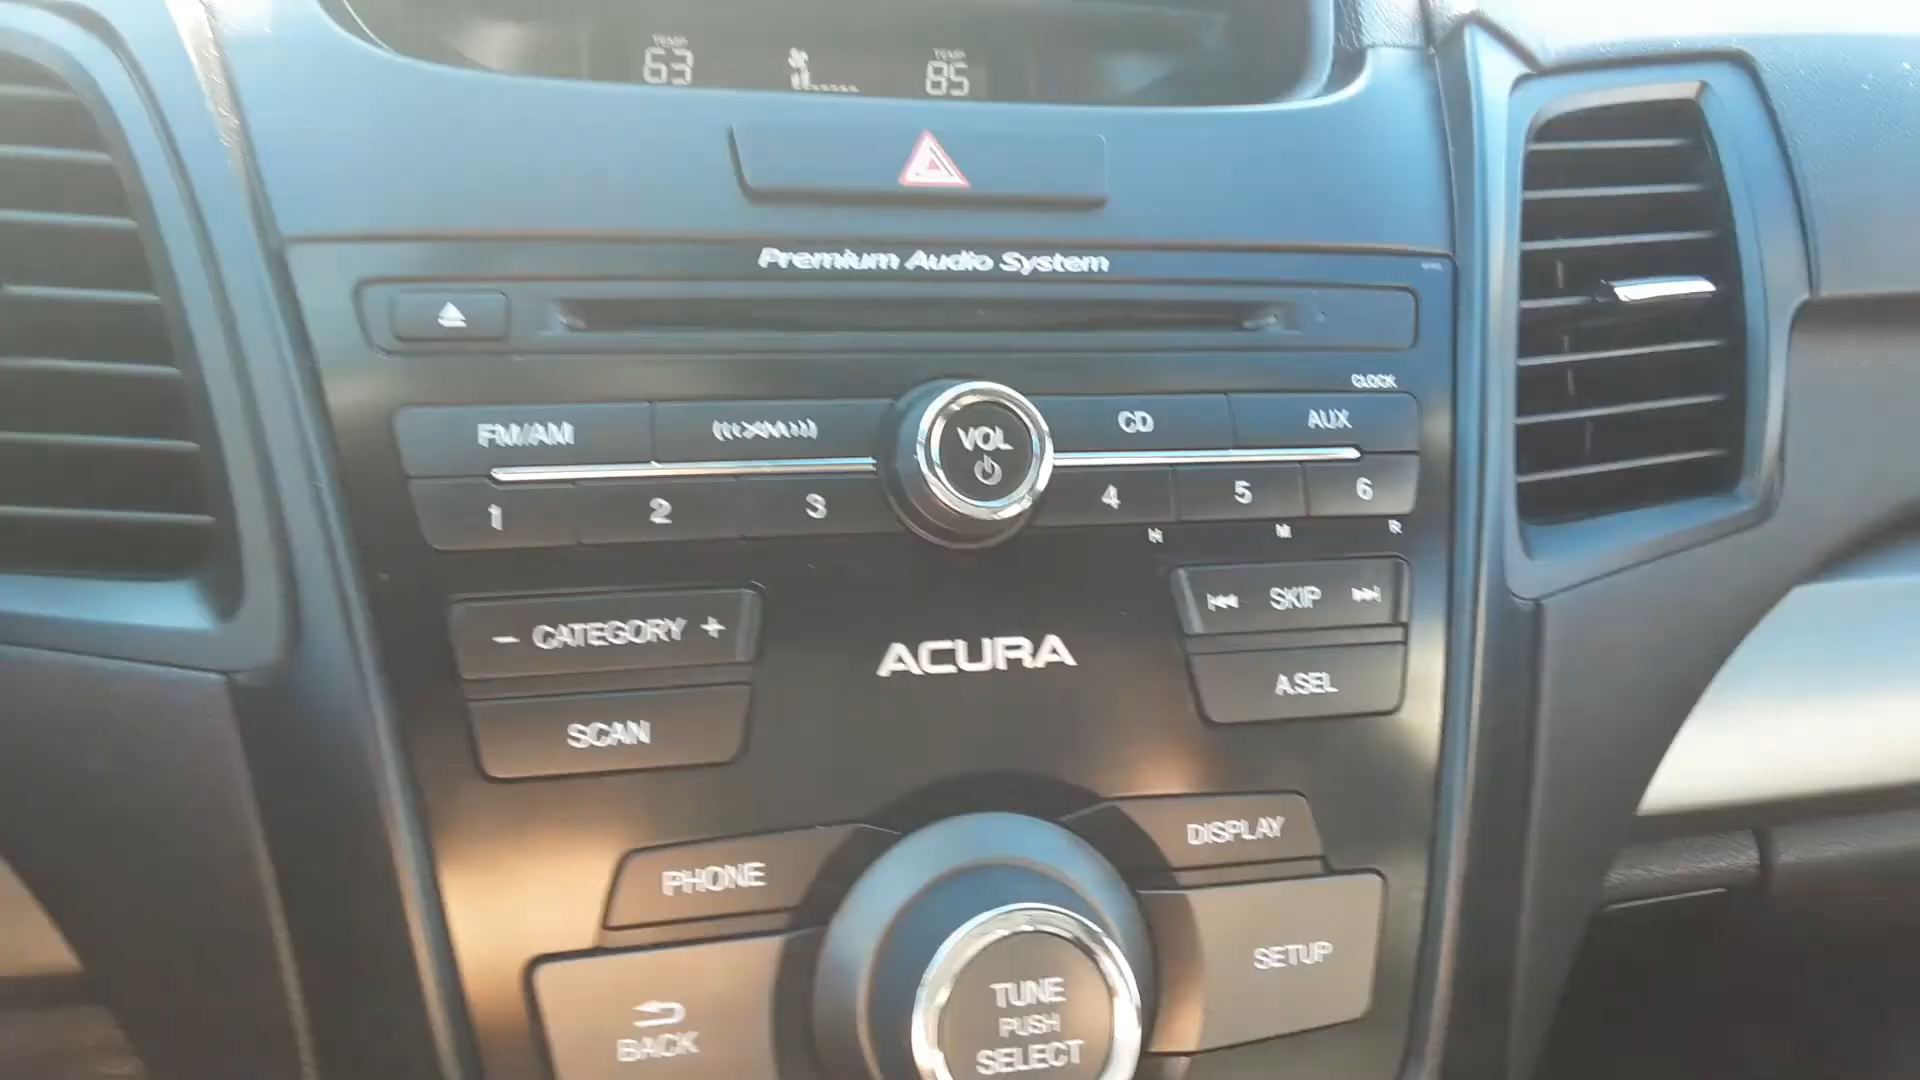 TEMP TEMP
63 85
Premium Audio System
CLOCK
FM/AM XM CD AUX
VOL
1 2 3 4 5 6
H M R
- CATEGORY +
SKIP
ACURA
A.SEL
SCAN
DISPLAY
PHONE
SETUP
TUNE
PUSH
SELECT
BACK